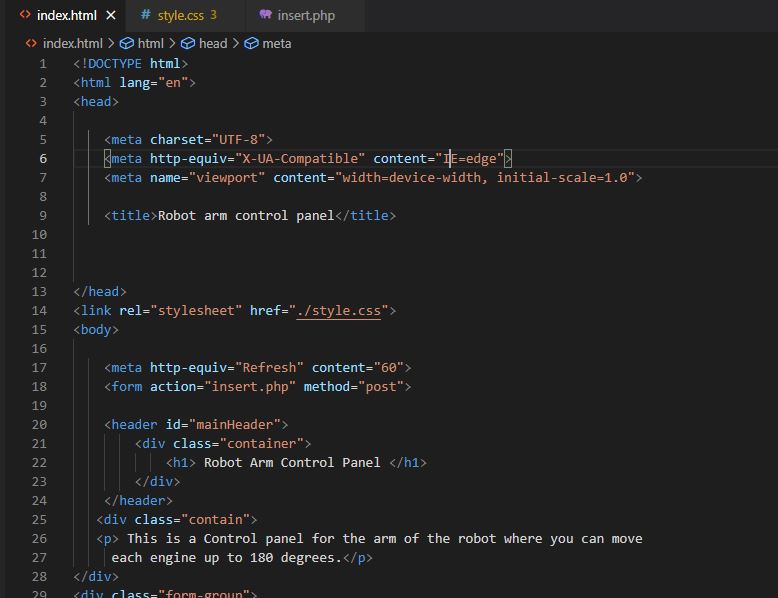 index.html × # style.css 3 insert.php
index.html > html > head > meta
1 <!DOCTYPE html>
2 <html lang="en">
3 <head>
4
5 <meta charset="UTF-8">
6 <meta http-equiv="X-UA-Compatible" content="IE=edge">
7 <meta name="viewport" content="width=device-width, initial-scale=1.0">
8
9 <title>Robot arm control panel</title>
10
11
12
13 </head>
14 <link rel="stylesheet" href="./style.css">
15 <body>
16
17 <meta http-equiv="Refresh" content="60">
18 <form action="insert.php" method="post">
19
20 <header id="mainHeader">
21 <div class="container">
22 <h1> Robot Arm Control Panel </h1>
23 </div>
24 </header>
25 <div class="contain">
26 <p> This is a Control panel for the arm of the robot where you can move
27 each engine up to 180 degrees.</p>
28 </div>
29 <div class="form-group">